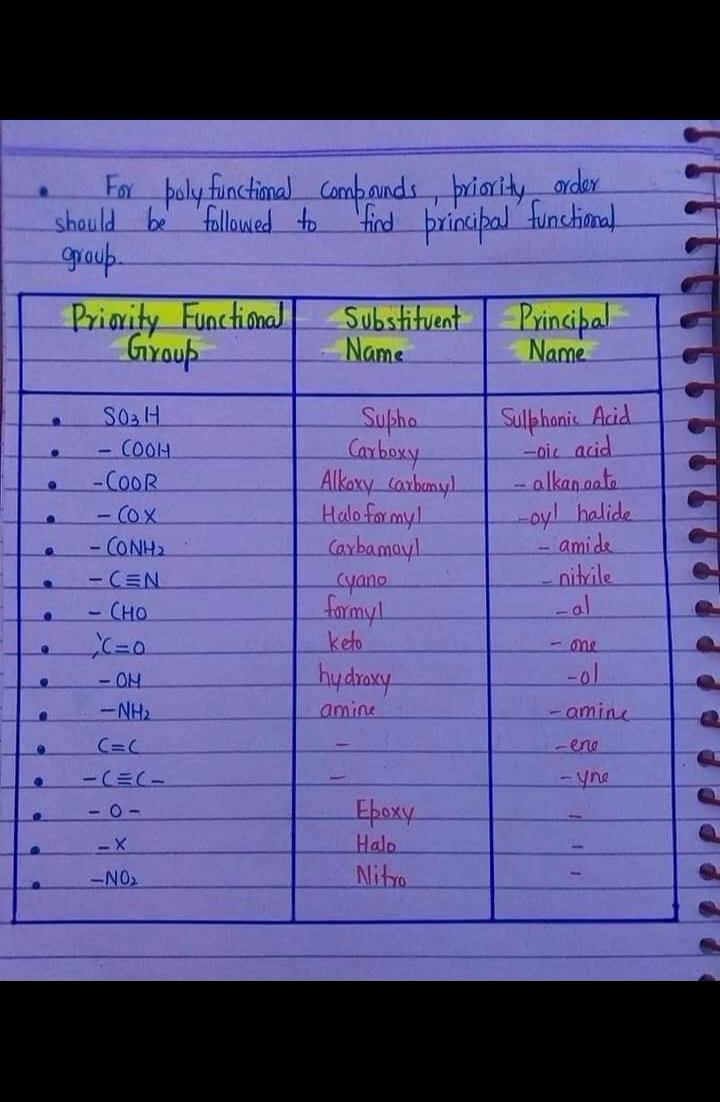 • For polyfunctional compounds, priority order
should be followed to find principal functional
group.
Priority Functional Group Substituent Name Principal Name
• SO₃H Supho Sulphonic Acid
• – COOH Carboxy –oic acid
• –COOR Alkoxy carbonyl – alkanoate
• – COX Haloformyl –oyl halide
• – CONH₂ Carbamoyl – amide
• – C≡N cyano – nitrile
• – CHO formyl – al
• C=O keto – one
• – OH hydroxy –ol
• –NH₂ amine – amine
• C=C – –ene
• –C≡C– – – yne
• – O – Epoxy –
• – X Halo –
• –NO₂ Nitro –